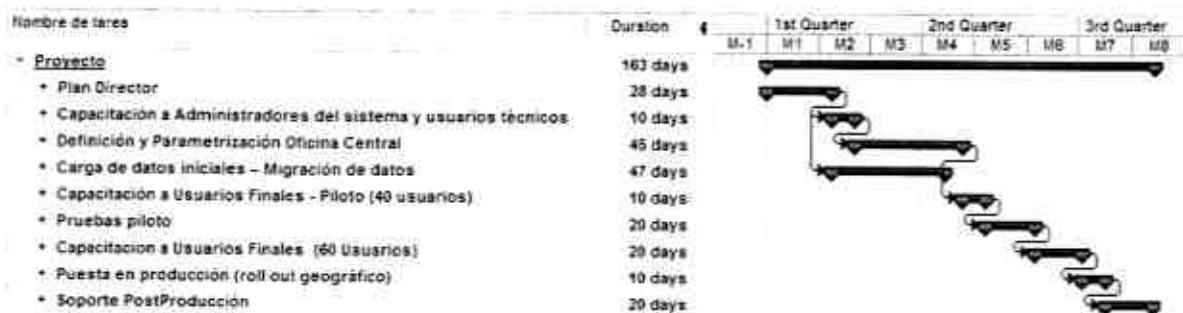 Nombre de tarea Duration 1st Quarter 2nd Quarter 3rd Quarter
M-1 M1 M2 M3 M4 M5 M6 M7 M8
- Proyecto 163 days
+ Plan Director 28 days
+ Capacitación a Administradores del sistema y usuarios técnicos 10 days
+ Definición y Parametrización Oficina Central 45 days
+ Carga de datos iniciales – Migración de datos 47 days
+ Capacitación a Usuarios Finales - Piloto (40 usuarios) 10 days
+ Pruebas piloto 20 days
+ Capacitacion a Usuarios Finales (60 Usuarios) 20 days
+ Puesta en producción (roll out geográfico) 10 days
+ Soporte PostProducción 20 days